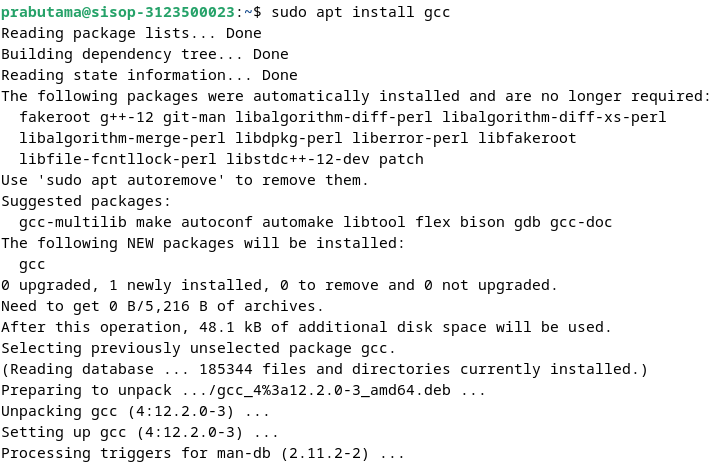 prabutama@sisop-3123500023:~$ sudo apt install gcc
Reading package lists... Done
Building dependency tree... Done
Reading state information... Done
The following packages were automatically installed and are no longer required:
  fakeroot g++-12 git-man libalgorithm-diff-perl libalgorithm-diff-xs-perl
  libalgorithm-merge-perl libdpkg-perl liberror-perl libfakeroot
  libfile-fcntllock-perl libstdc++-12-dev patch
Use 'sudo apt autoremove' to remove them.
Suggested packages:
  gcc-multilib make autoconf automake libtool flex bison gdb gcc-doc
The following NEW packages will be installed:
  gcc
0 upgraded, 1 newly installed, 0 to remove and 0 not upgraded.
Need to get 0 B/5,216 B of archives.
After this operation, 48.1 kB of additional disk space will be used.
Selecting previously unselected package gcc.
(Reading database ... 185344 files and directories currently installed.)
Preparing to unpack .../gcc_4%3a12.2.0-3_amd64.deb ...
Unpacking gcc (4:12.2.0-3) ...
Setting up gcc (4:12.2.0-3) ...
Processing triggers for man-db (2.11.2-2) ...